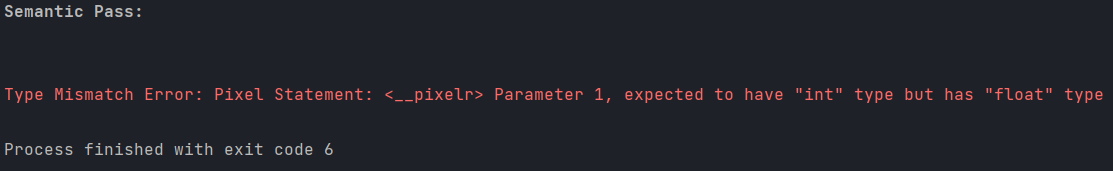 Semantic Pass:
Type Mismatch Error: Pixel Statement: <__pixelr> Parameter 1, expected to have "int" type but has "float" type
Process finished with exit code 6